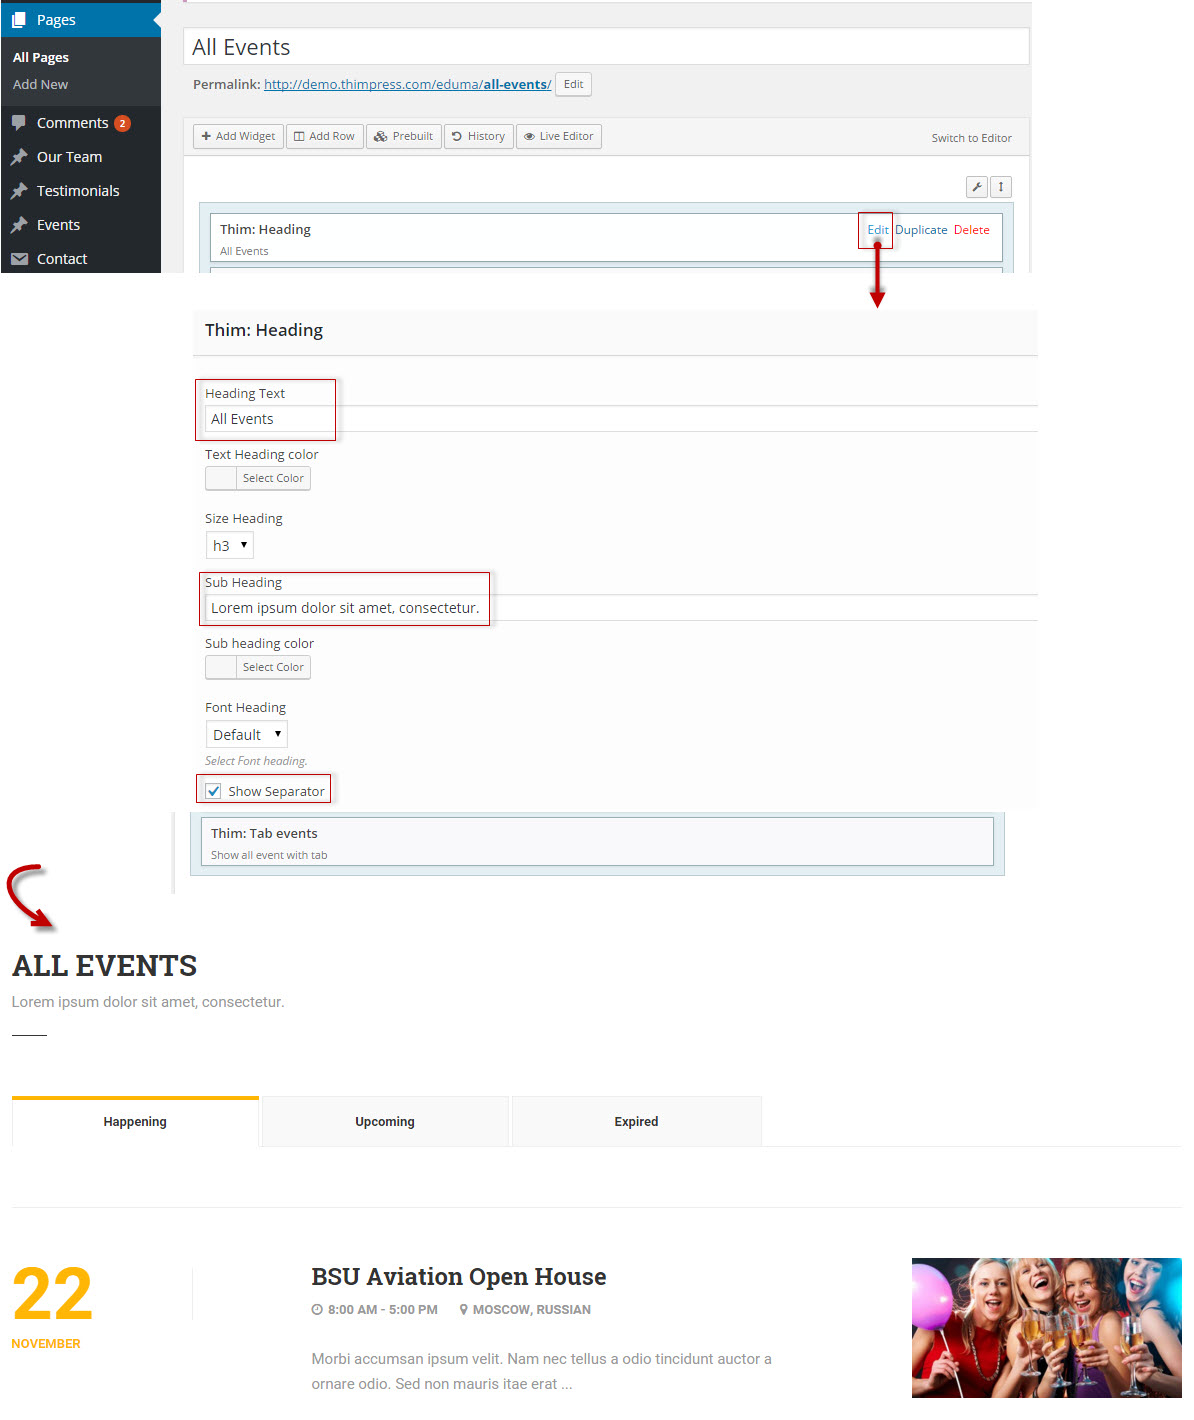 Pages
All Pages
Add New
Comments 2
Our Team
Testimonials
Events
Contact
All Events
Permalink: http://demo.thimpress.com/eduma/all-events/ Edit
Add Widget Add Row Prebuilt History Live Editor Switch to Editor
Thim: Heading Edit Duplicate Delete
All Events
Thim: Heading
Heading Text
All Events
Text Heading color
Select Color
Size Heading
h3
Sub Heading
Lorem ipsum dolor sit amet, consectetur.
Sub heading color
Select Color
Font Heading
Default
Select Font heading.
Show Separator
Thim: Tab events
Show all event with tab
ALL EVENTS
Lorem ipsum dolor sit amet, consectetur.
Happening Upcoming Expired
22
NOVEMBER
BSU Aviation Open House
8:00 AM - 5:00 PM MOSCOW, RUSSIAN
Morbi accumsan ipsum velit. Nam nec tellus a odio tincidunt auctor a
ornare odio. Sed non mauris itae erat ...